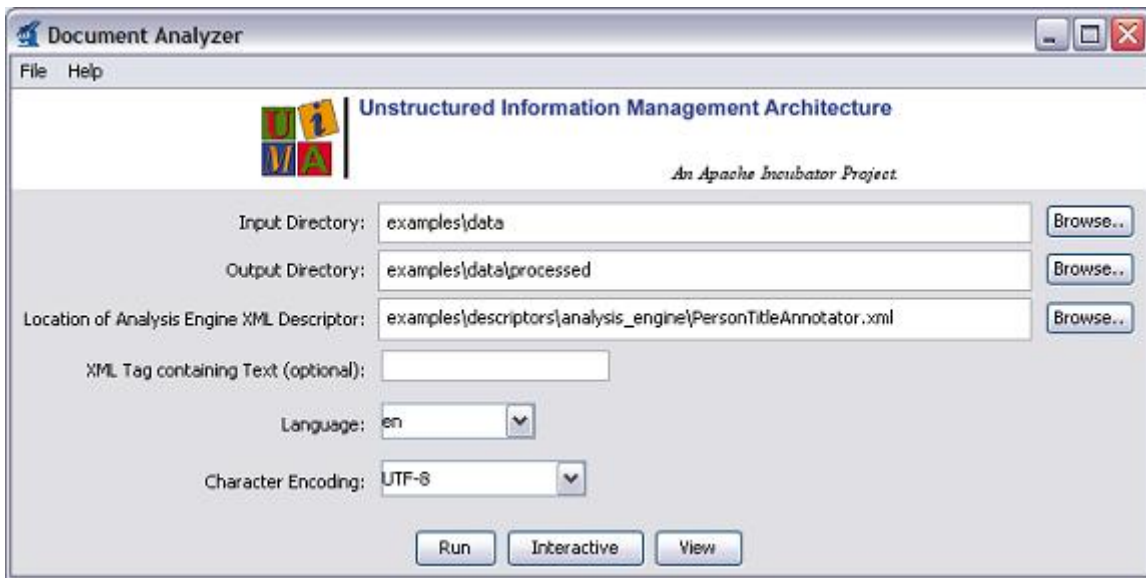 Document Analyzer
File Help
UiMA
Unstructured Information Management Architecture
An Apache Incubator Project.
Input Directory: examples\data Browse..
Output Directory: examples\data\processed Browse..
Location of Analysis Engine XML Descriptor: examples\descriptors\analysis_engine\PersonTitleAnnotator.xml Browse..
XML Tag containing Text (optional):
Language: en
Character Encoding: UTF-8
Run Interactive View